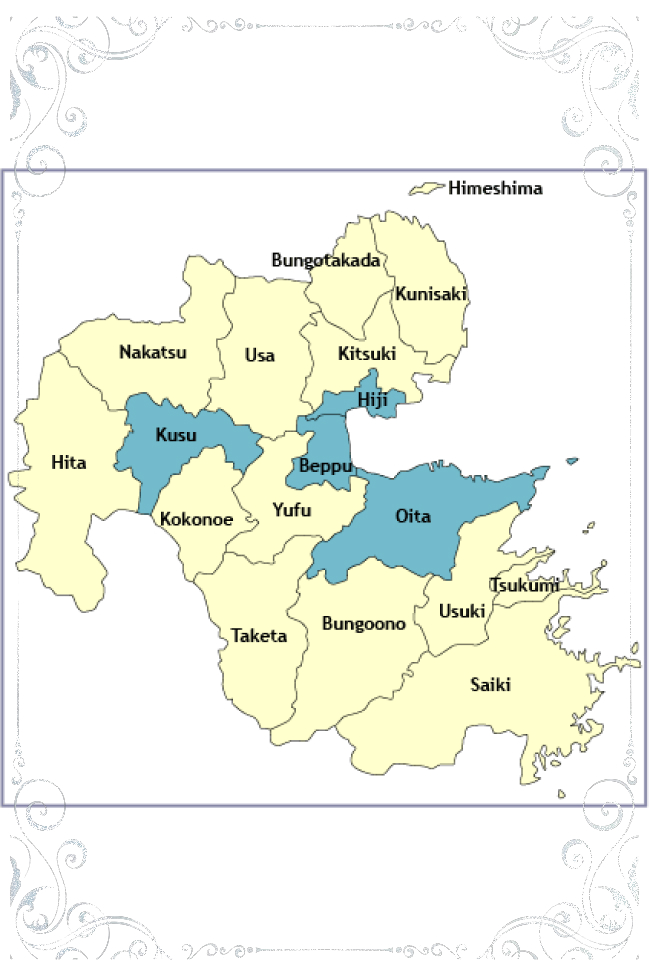 Himeshima
Bungotakada
Kunisaki
Nakatsu
Usa
Kitsuki
Hiji
Kusu
Hita
Beppu
Kokonoe
Yufu
Oita
Tsukumi
Usuki
Bungoono
Taketa
Saiki